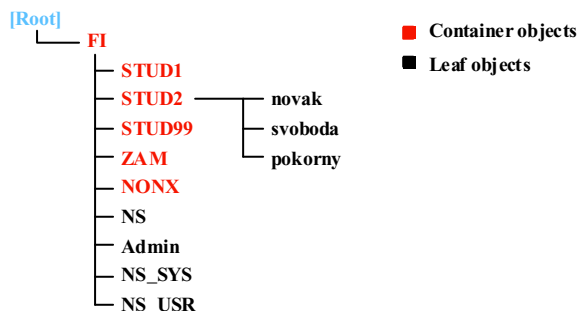 [Root]
FI
STUD1
STUD2
STUD99
ZAM
NONX
NS
Admin
NS_SYS
NS_USR
novak
svoboda
pokorny
Container objects
Leaf objects